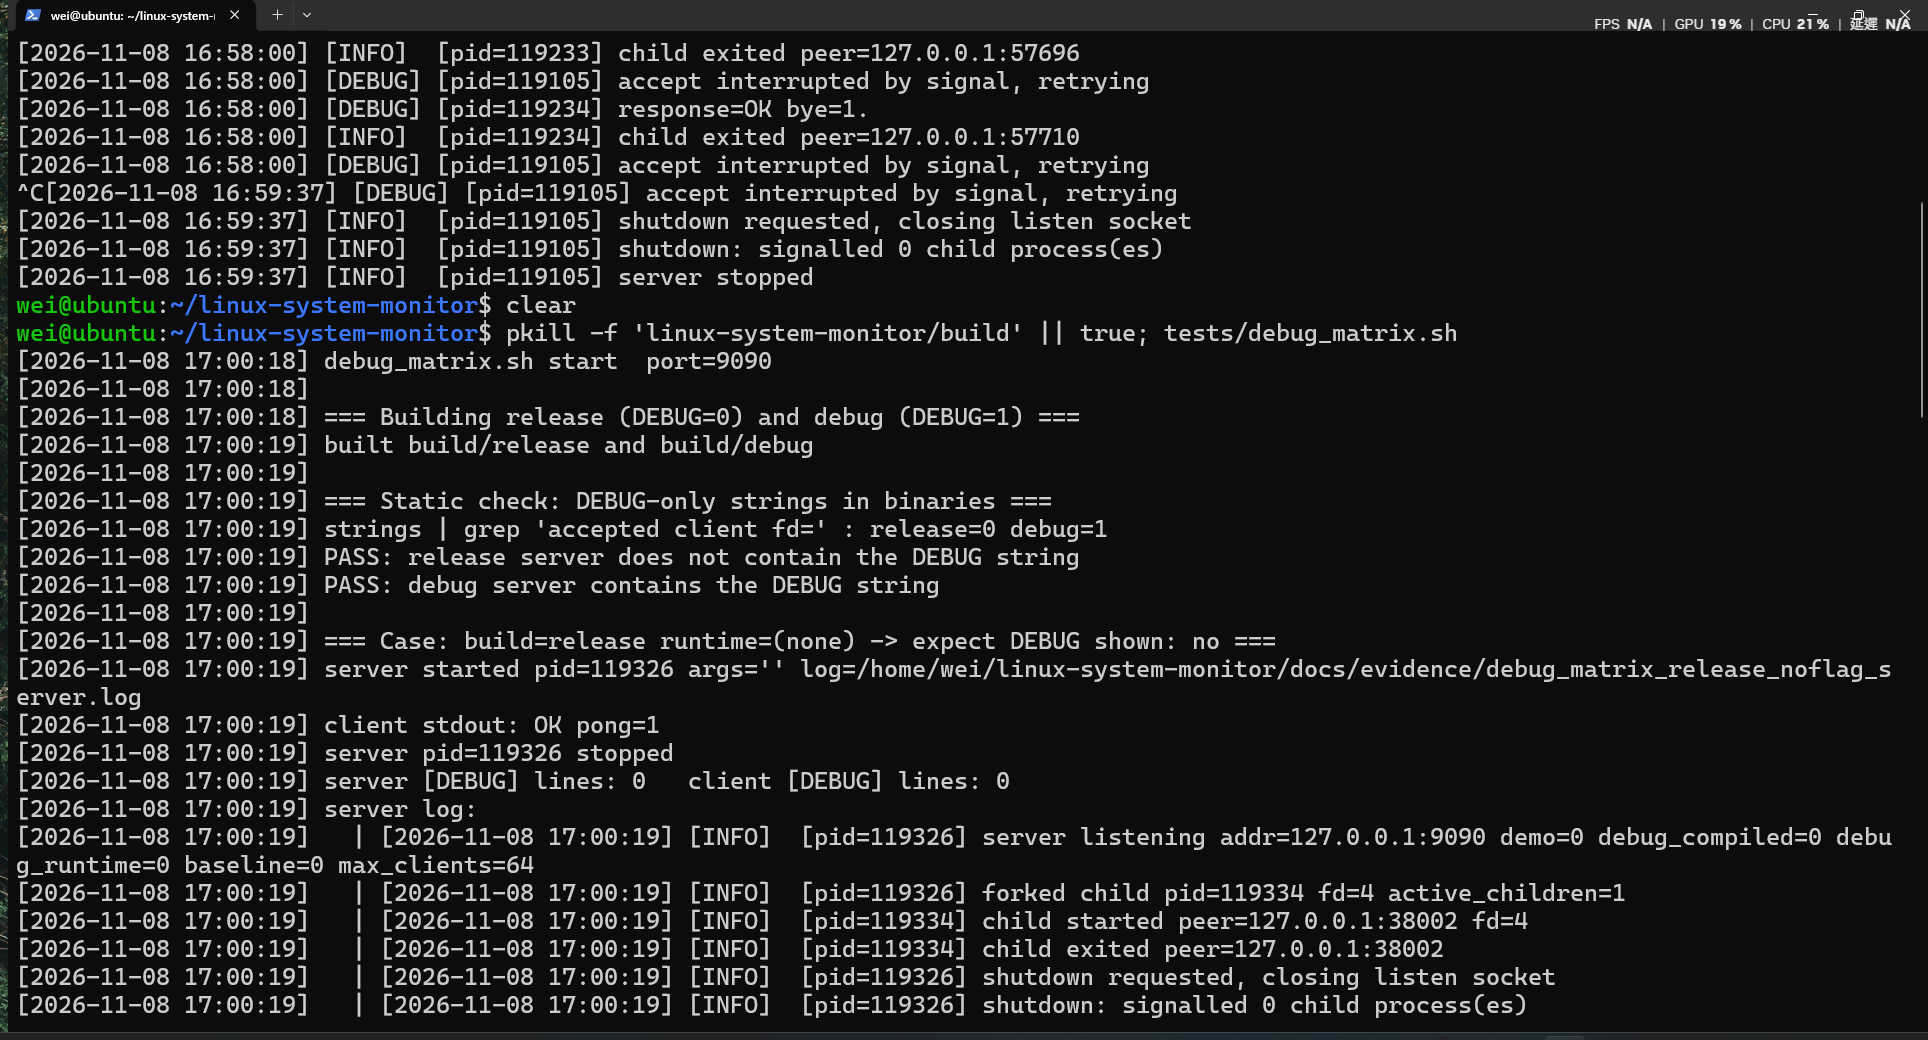 wei@ubuntu: ~/linux-system-
FPS N/A | GPU 19% | CPU 21% | 延遲 N/A
[2026-11-08 16:58:00] [INFO]  [pid=119233] child exited peer=127.0.0.1:57696
[2026-11-08 16:58:00] [DEBUG] [pid=119105] accept interrupted by signal, retrying
[2026-11-08 16:58:00] [DEBUG] [pid=119234] response=OK bye=1.
[2026-11-08 16:58:00] [INFO]  [pid=119234] child exited peer=127.0.0.1:57710
[2026-11-08 16:58:00] [DEBUG] [pid=119105] accept interrupted by signal, retrying
^C[2026-11-08 16:59:37] [DEBUG] [pid=119105] accept interrupted by signal, retrying
[2026-11-08 16:59:37] [INFO]  [pid=119105] shutdown requested, closing listen socket
[2026-11-08 16:59:37] [INFO]  [pid=119105] shutdown: signalled 0 child process(es)
[2026-11-08 16:59:37] [INFO]  [pid=119105] server stopped
wei@ubuntu:~/linux-system-monitor$ clear
wei@ubuntu:~/linux-system-monitor$ pkill -f 'linux-system-monitor/build' || true; tests/debug_matrix.sh
[2026-11-08 17:00:18] debug_matrix.sh start  port=9090
[2026-11-08 17:00:18]
[2026-11-08 17:00:18] === Building release (DEBUG=0) and debug (DEBUG=1) ===
[2026-11-08 17:00:19] built build/release and build/debug
[2026-11-08 17:00:19]
[2026-11-08 17:00:19] === Static check: DEBUG-only strings in binaries ===
[2026-11-08 17:00:19] strings | grep 'accepted client fd=' : release=0 debug=1
[2026-11-08 17:00:19] PASS: release server does not contain the DEBUG string
[2026-11-08 17:00:19] PASS: debug server contains the DEBUG string
[2026-11-08 17:00:19]
[2026-11-08 17:00:19] === Case: build=release runtime=(none) -> expect DEBUG shown: no ===
[2026-11-08 17:00:19] server started pid=119326 args='' log=/home/wei/linux-system-monitor/docs/evidence/debug_matrix_release_noflag_s
erver.log
[2026-11-08 17:00:19] client stdout: OK pong=1
[2026-11-08 17:00:19] server pid=119326 stopped
[2026-11-08 17:00:19] server [DEBUG] lines: 0   client [DEBUG] lines: 0
[2026-11-08 17:00:19] server log:
[2026-11-08 17:00:19]   | [2026-11-08 17:00:19] [INFO]  [pid=119326] server listening addr=127.0.0.1:9090 demo=0 debug_compiled=0 debu
g_runtime=0 baseline=0 max_clients=64
[2026-11-08 17:00:19]   | [2026-11-08 17:00:19] [INFO]  [pid=119326] forked child pid=119334 fd=4 active_children=1
[2026-11-08 17:00:19]   | [2026-11-08 17:00:19] [INFO]  [pid=119334] child started peer=127.0.0.1:38002 fd=4
[2026-11-08 17:00:19]   | [2026-11-08 17:00:19] [INFO]  [pid=119334] child exited peer=127.0.0.1:38002
[2026-11-08 17:00:19]   | [2026-11-08 17:00:19] [INFO]  [pid=119326] shutdown requested, closing listen socket
[2026-11-08 17:00:19]   | [2026-11-08 17:00:19] [INFO]  [pid=119326] shutdown: signalled 0 child process(es)